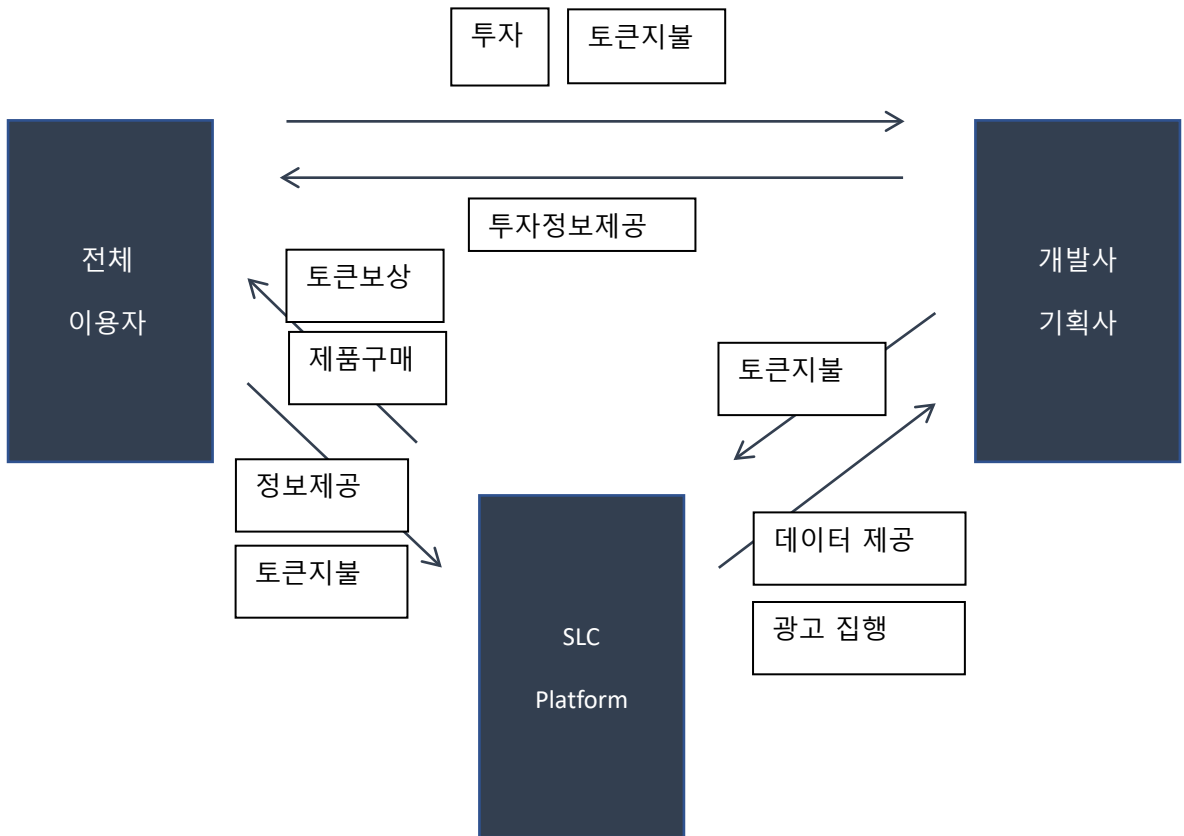 투자
토큰지불
투자정보제공
전체
이용자
개발사
기획사
토큰보상
제품구매
토큰지불
정보제공
토큰지불
데이터 제공
광고 집행
SLC
Platform